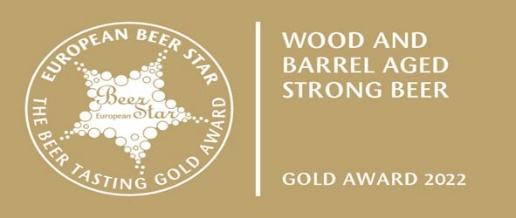 EUROPEAN BEER STAR
THE BEER TASTING GOLD AWARD
Beer
European Star
WOOD AND
BARREL AGED
STRONG BEER
GOLD AWARD 2022